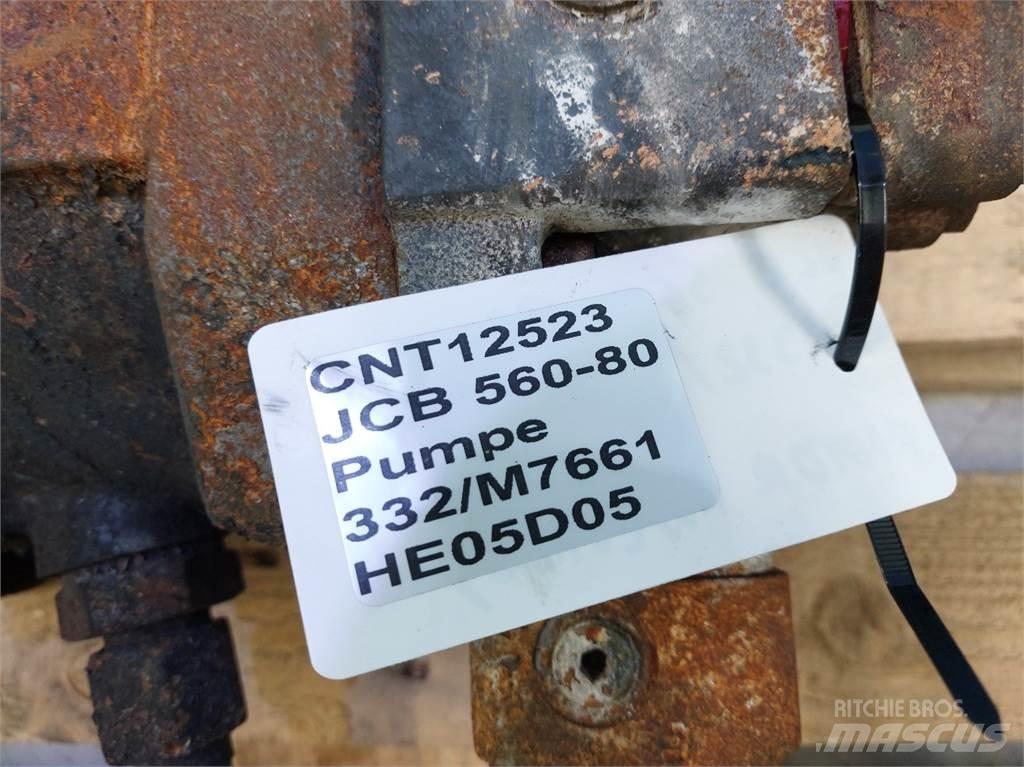 CNT12523
JCB 560-80
Pumpe
332/M7661
HE05D05
RITCHIE BROS.
MASCUS